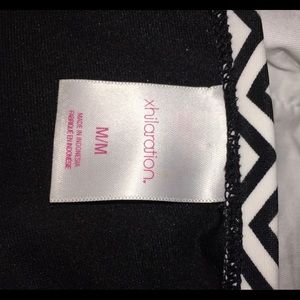 xhilaration.
M/M
MADE IN INDONESIA
FABRIQUÉ EN INDONÉSIE